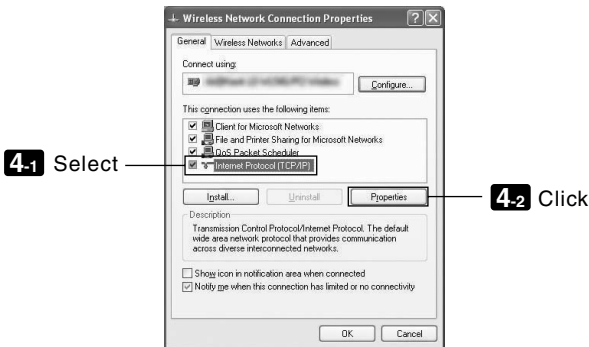 Wireless Network Connection Properties
General Wireless Networks Advanced
Connect using:
Configure...
This connection uses the following items:
Client for Microsoft Networks
File and Printer Sharing for Microsoft Networks
QoS Packet Scheduler
4-1 Select
Internet Protocol (TCP/IP)
Install... Uninstall Properties
4-2 Click
Description
Transmission Control Protocol/Internet Protocol. The default
wide area network protocol that provides communication
across diverse interconnected networks.
Show icon in notification area when connected
Notify me when this connection has limited or no connectivity
OK Cancel